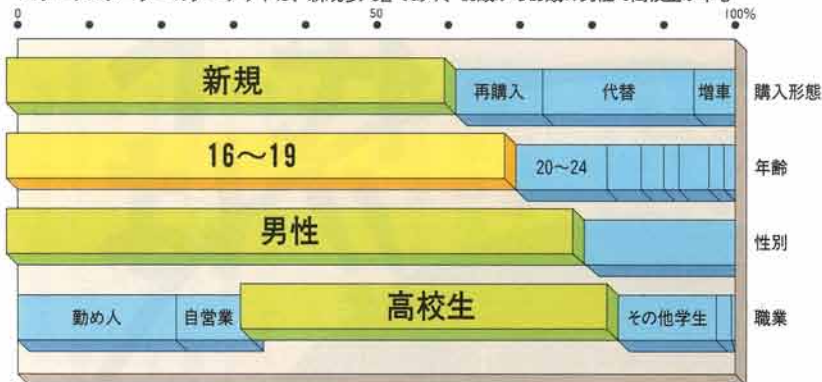 0 50 100%
新規 再購入 代替 増車 購入形態
16〜19 20〜24 年齢
男性 性別
勤め人 自営業 高校生 その他学生 職業